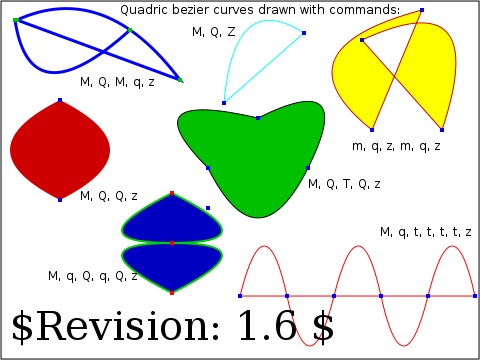 Quadric bezier curves drawn with commands:
M, Q, Z
M, Q, M, q, z
m, q, z, m, q, z
M, Q, T, Q, z
M, Q, Q, z
M, q, t, t, t, t, z
M, q, Q, q, Q, z
$Revision: 1.6 $